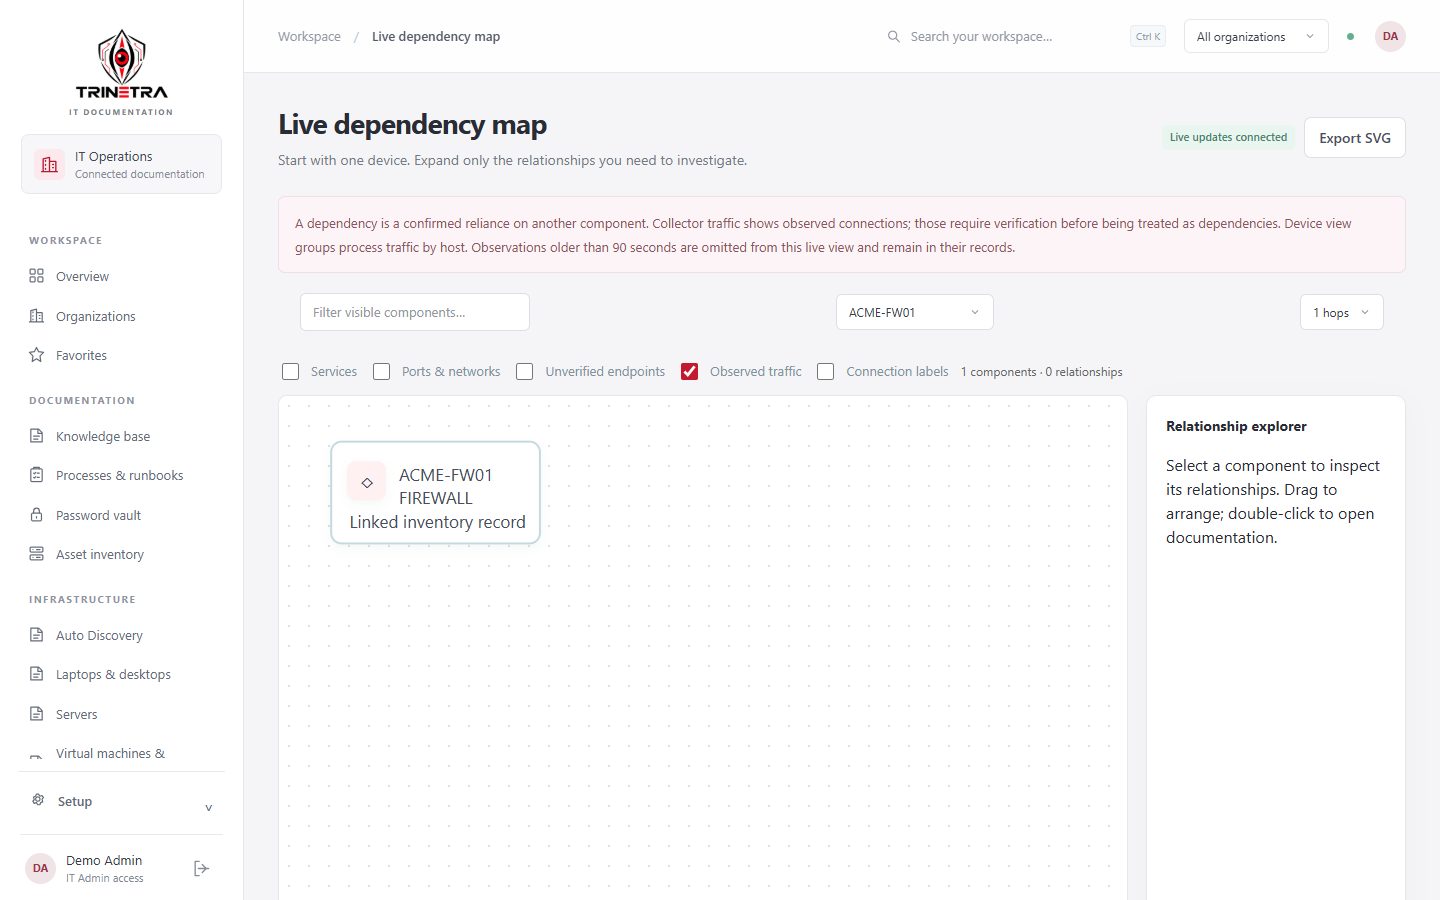 TRINETRA
IT DOCUMENTATION
IT Operations
Connected documentation
WORKSPACE
Overview
Organizations
Favorites
DOCUMENTATION
Knowledge base
Processes & runbooks
Password vault
Asset inventory
INFRASTRUCTURE
Auto Discovery
Laptops & desktops
Servers
Virtual machines &
Setup
v
DA
Demo Admin
IT Admin access
Workspace / Live dependency map
Search your workspace...
Ctrl K
All organizations
DA
Live dependency map
Start with one device. Expand only the relationships you need to investigate.
Live updates connected
Export SVG
A dependency is a confirmed reliance on another component. Collector traffic shows observed connections; those require verification before being treated as dependencies. Device view
groups process traffic by host. Observations older than 90 seconds are omitted from this live view and remain in their records.
Filter visible components...
ACME-FW01
1 hops
Services
Ports & networks
Unverified endpoints
Observed traffic
Connection labels
1 components · 0 relationships
ACME-FW01
FIREWALL
Linked inventory record
Relationship explorer
Select a component to inspect
its relationships. Drag to
arrange; double-click to open
documentation.